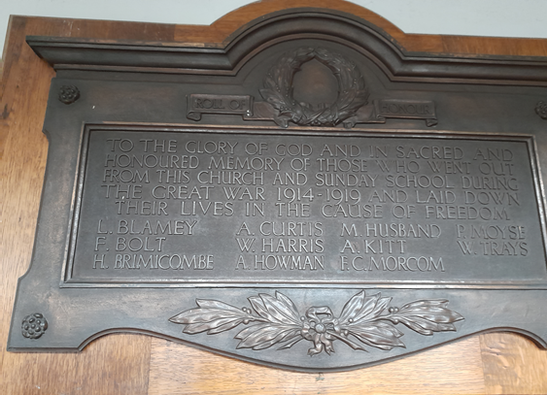 ROLL OF HONOUR
TO THE GLORY OF GOD AND IN SACRED AND
HONOURED MEMORY OF THOSE WHO WENT OUT
FROM THIS CHURCH AND SUNDAY SCHOOL DURING
THE GREAT WAR 1914-1919 AND LAID DOWN
THEIR LIVES IN THE CAUSE OF FREEDOM.
L. BLAMEY A. CURTIS M. HUSBAND P. MOYSE
F. BOLT W. HARRIS A. KITT W. TRAYS
H. BRIMICOMBE A. HOWMAN F.C. MORCOM